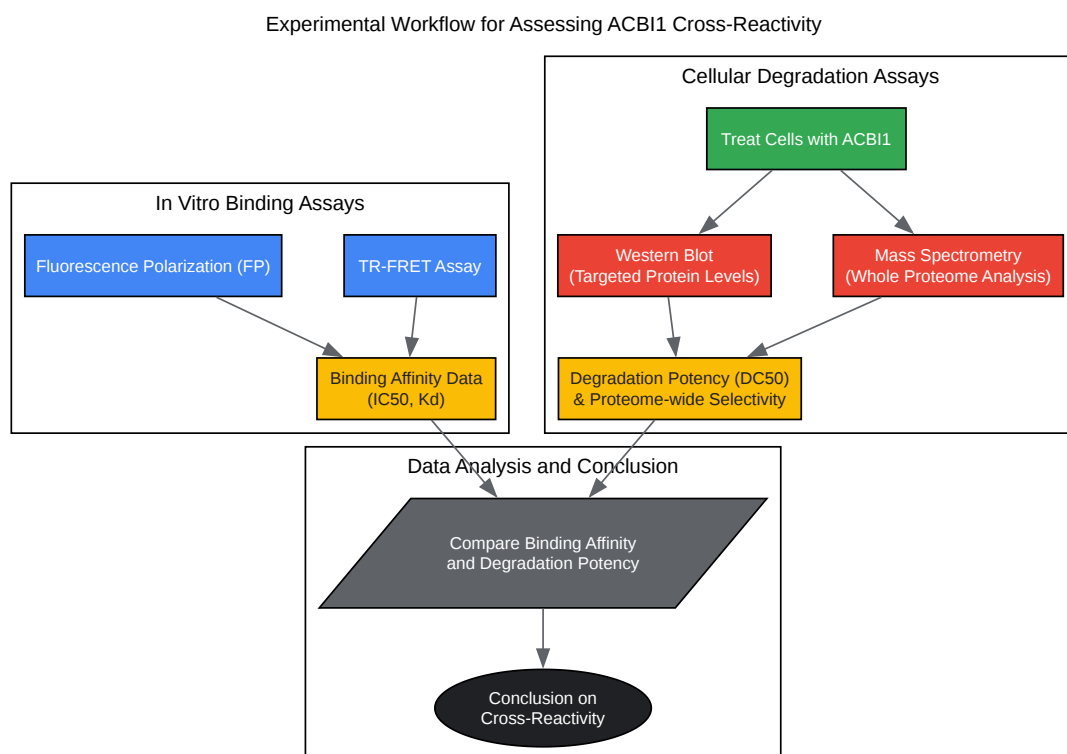 Experimental Workflow for Assessing ACBI1 Cross-Reactivity
Cellular Degradation Assays
Treat Cells with ACBI1
In Vitro Binding Assays
Fluorescence Polarization (FP)
TR-FRET Assay
Western Blot
(Targeted Protein Levels)
Mass Spectrometry
(Whole Proteome Analysis)
Binding Affinity Data
(IC50, Kd)
Degradation Potency (DC50)
& Proteome-wide Selectivity
Data Analysis and Conclusion
Compare Binding Affinity
and Degradation Potency
Conclusion on
Cross-Reactivity